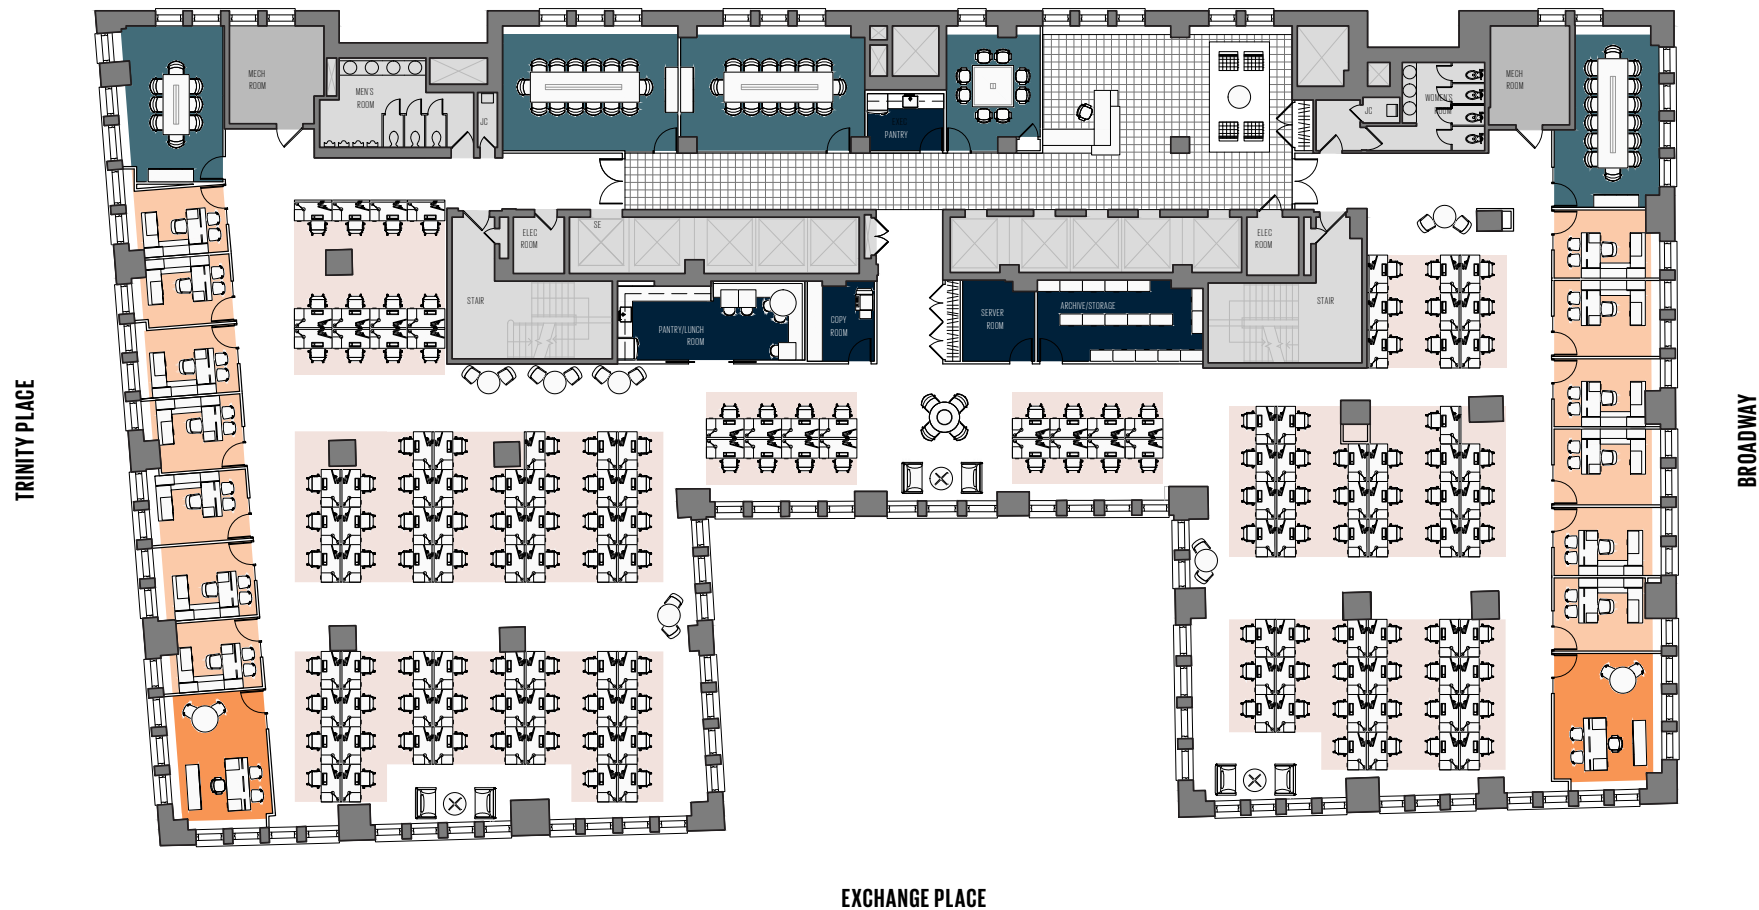 MECH
ROOM
MEN'S
ROOM
JC
PANTRY
JC
WOMEN'S
ROOM
MECH
ROOM
ELEC
ROOM
SE
ELEC
ROOM
STAIR
PANTRY/LUNCH
ROOM
COPY
ROOM
SERVER
ROOM
ARCHIVE/STORAGE
STAIR
TRINITY PLACE
BROADWAY
EXCHANGE PLACE